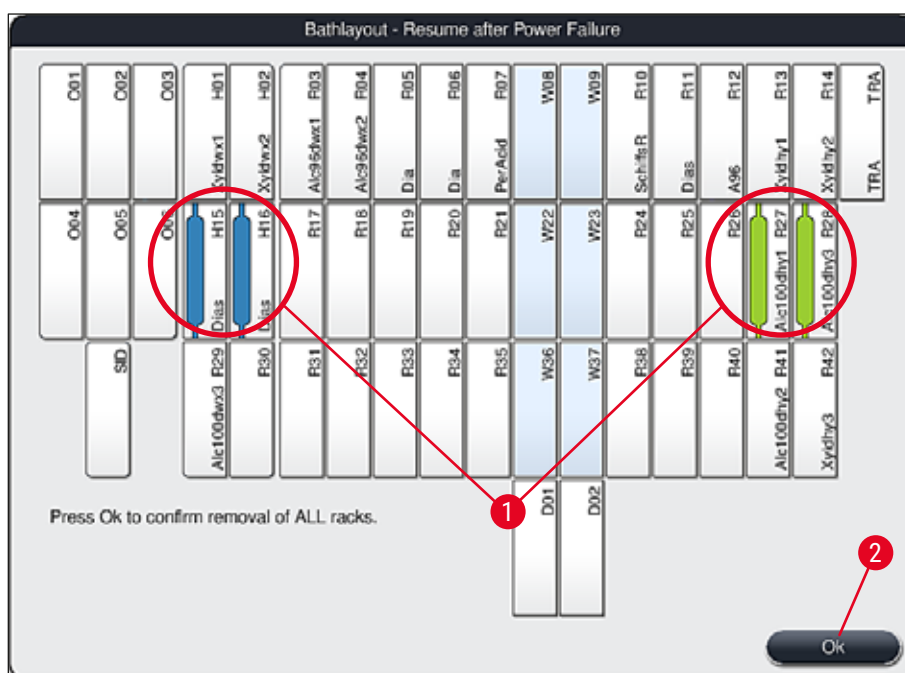 Bathlayout - Resume after Power Failure
O01
O02
O03
Xyldwx1 H01
Xyldwx2 H02
Alc96dwx1 R03
Alc96dwx2 R04
Dia R05
Dia R06
PerAcid R07
W08
W09
SchiffsR R10
Dias R11
A96 R12
Xyldhy1 R13
Xyldhy2 R14
TRA TRA
O04
O05
O06
Dias H15
Dias H16
R17
R18
R19
R20
R21
W22
W23
R24
R25
R26
Alc100dhy1 R27
Alc100dhy3 R28
SID
Alc100dwx3 R29
R30
R31
R32
R33
R34
R35
W36
W37
R38
R39
R40
Alc100dhy2 R41
Xyldhy3 R42
D01
D02
Press Ok to confirm removal of ALL racks.
1
2
Ok